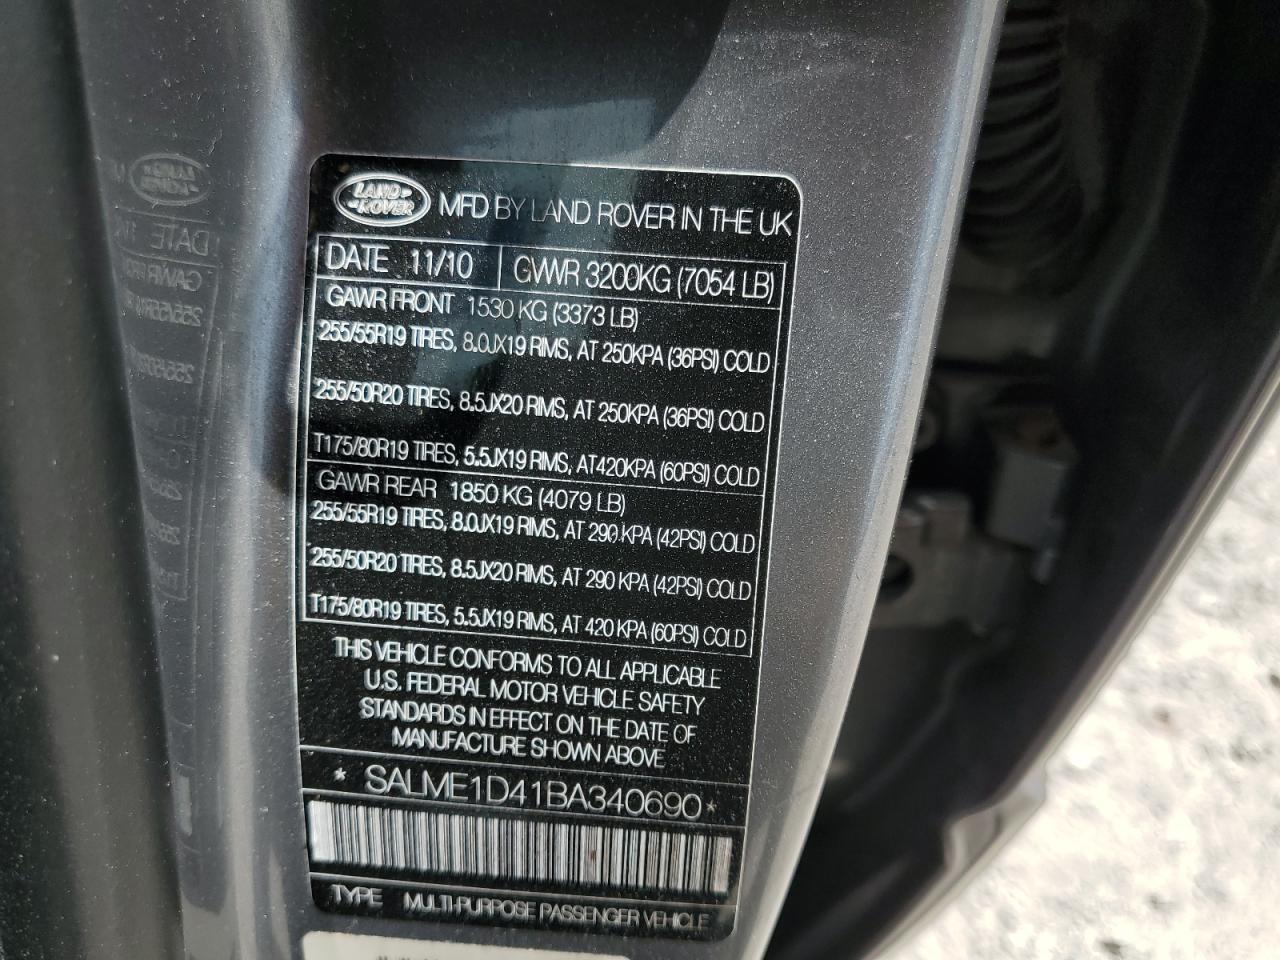 LAND ROVER
MFD BY LAND ROVER IN THE UK
DATE 11/10 GVWR 3200KG (7054 LB)
GAWR FRONT 1530 KG (3373 LB)
255/55R19 TIRES, 8.0JX19 RIMS, AT 250KPA (36PSI) COLD
255/50R20 TIRES, 8.5JX20 RIMS, AT 250KPA (36PSI) COLD
T175/80R19 TIRES, 5.5JX19 RIMS, AT 420KPA (60PSI) COLD
GAWR REAR 1850 KG (4079 LB)
255/55R19 TIRES, 8.0JX19 RIMS, AT 290 KPA (42PSI) COLD
255/50R20 TIRES, 8.5JX20 RIMS, AT 290 KPA (42PSI) COLD
T175/80R19 TIRES, 5.5JX19 RIMS, AT 420 KPA (60PSI) COLD
THIS VEHICLE CONFORMS TO ALL APPLICABLE
U.S. FEDERAL MOTOR VEHICLE SAFETY
STANDARDS IN EFFECT ON THE DATE OF
MANUFACTURE SHOWN ABOVE
* SALME1D41BA340690 *
TYPE MULTI-PURPOSE PASSENGER VEHICLE